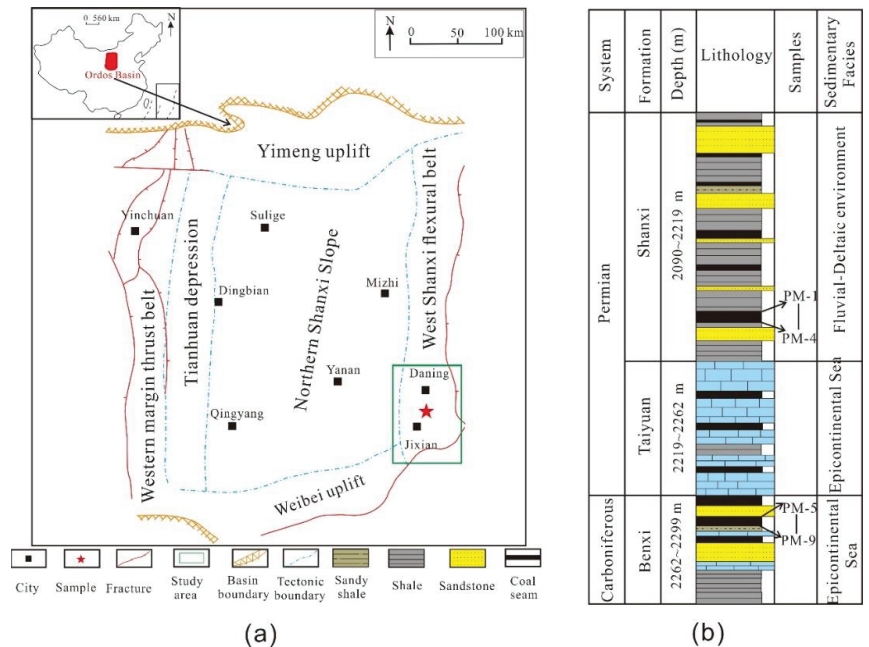 0 560 km
N
Ordos Basin
N
0 50 100 km
Yimeng uplift
Yinchuan
Sulige
Western margin thrust belt
Tianhuan depression
Dingbian
Northern Shanxi Slope
Mizhi
West Shanxi flexural belt
Yanan
Daning
Qingyang
Jixian
Weibei uplift
City
Sample
Fracture
Study area
Basin boundary
Tectonic boundary
Sandy shale
Shale
Sandstone
Coal seam
(a)
System
Formation
Depth (m)
Lithology
Samples
Sedimentary Facies
Permian
Shanxi
2090~2219 m
PM-1
PM-4
Fluvial-Deltaic environment
Taiyuan
2219~2262 m
Epicontinental Sea
Carboniferous
Benxi
2262~2299 m
PM-5
PM-9
Epicontinental Sea
(b)